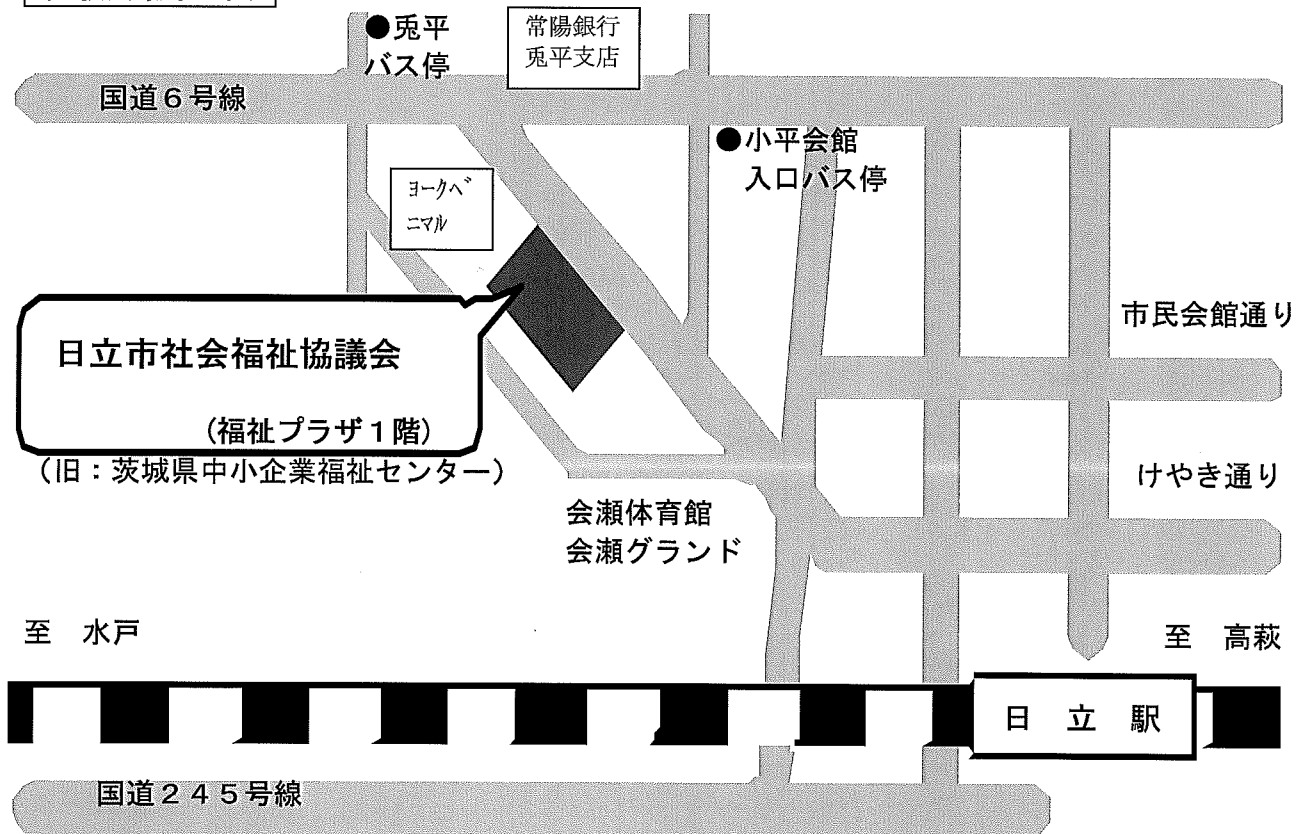 ●兎平
バス停
常陽銀行
兎平支店
国道６号線
●小平会館
入口バス停
ヨークベ
ニマル
市民会館通り
日立市社会福祉協議会
(福祉プラザ１階)
（旧：茨城県中小企業福祉センター）
けやき通り
会瀬体育館
会瀬グランド
至　水戸
至　高萩
日　立　駅
国道２４５号線